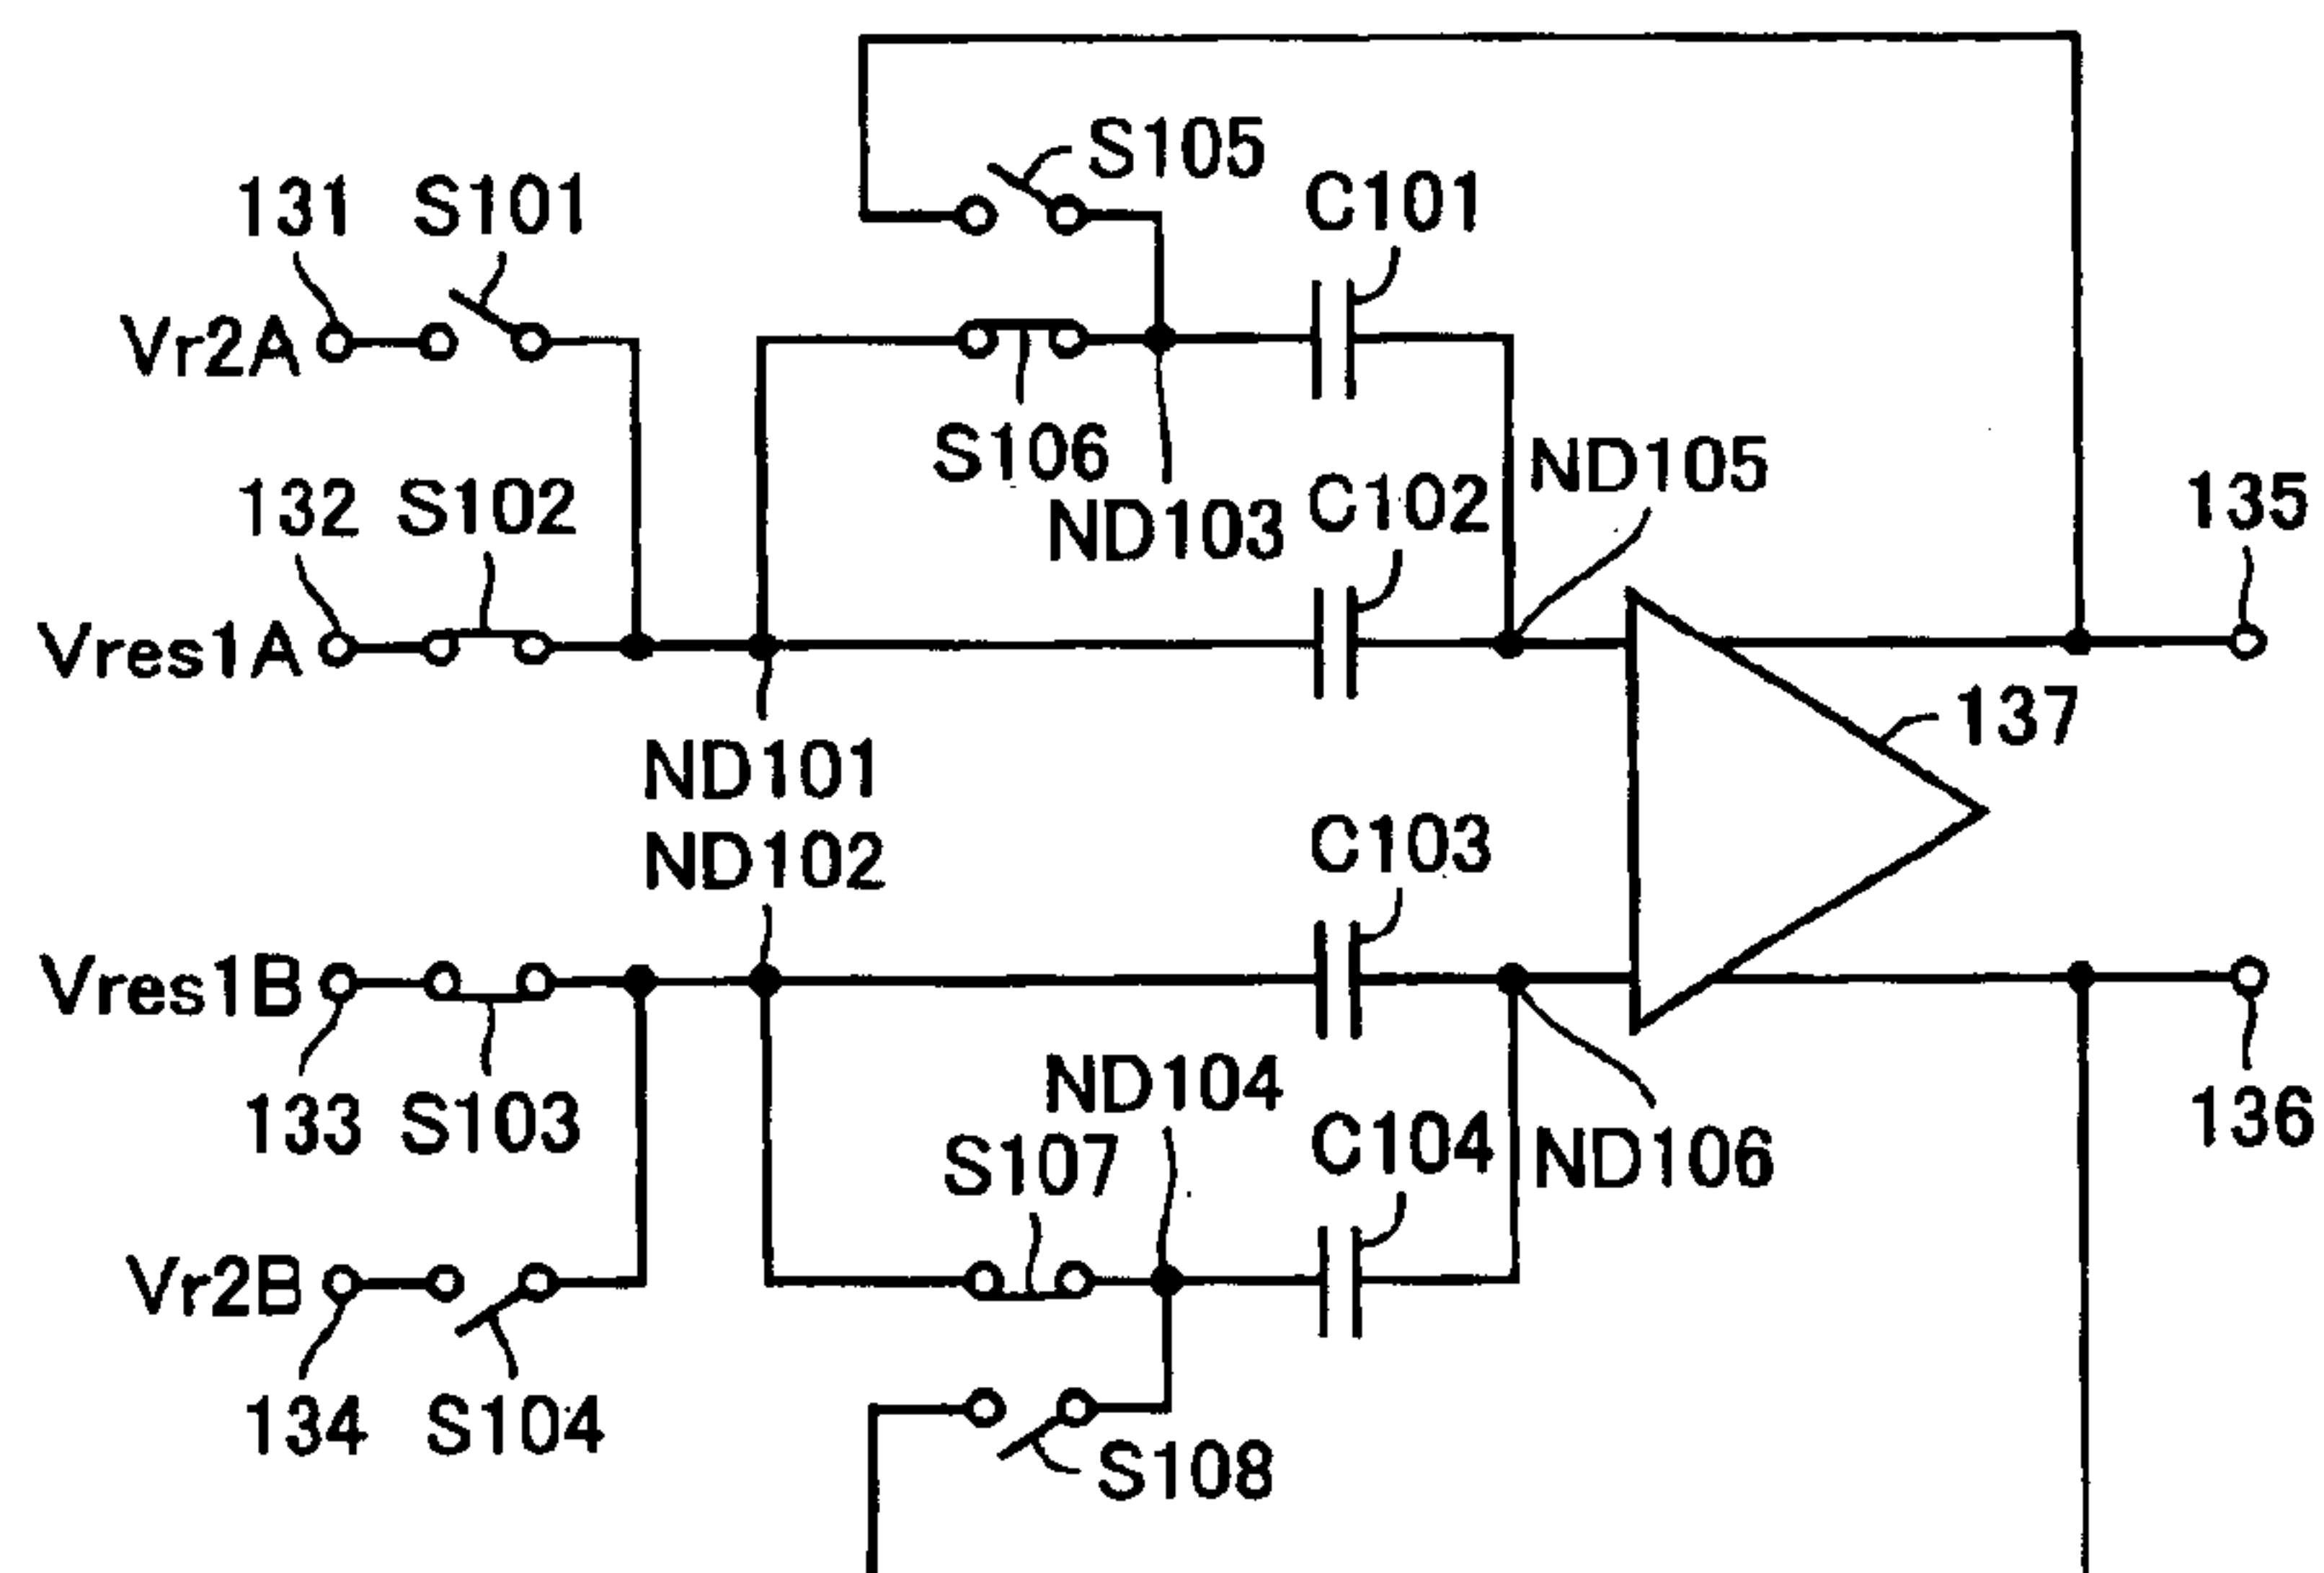 S105
C101
131 S101
Vr2A
S106
ND105
132 S102
ND103
C102
135
Vres1A
137
ND101
ND102
C103
Vres1B
ND104
133 S103
S107
C104
ND106
136
Vr2B
134 S104
S108